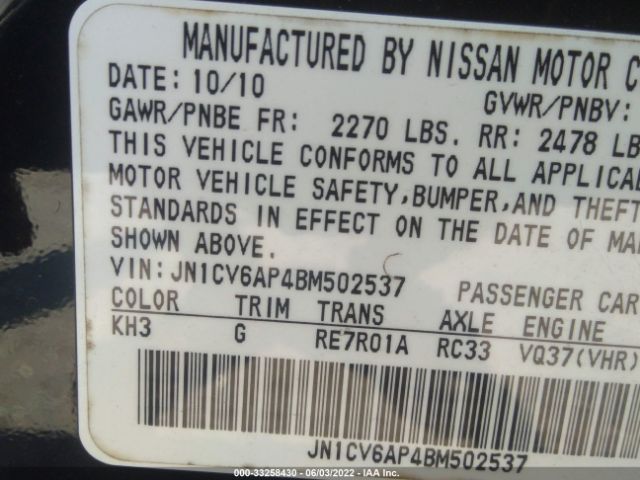 MANUFACTURED BY NISSAN MOTOR C
DATE: 10/10 GVWR/PNBV:
GAWR/PNBE FR: 2270 LBS. RR: 2478 LB
THIS VEHICLE CONFORMS TO ALL APPLICA
MOTOR VEHICLE SAFETY,BUMPER,AND THEFT
STANDARDS IN EFFECT ON THE DATE OF MA
SHOWN ABOVE.
VIN:JN1CV6AP4BM502537 PASSENGER CAR
COLOR TRIM TRANS AXLE ENGINE
KH3 G RE7R01A RC33 VQ37(VHR)
JN1CV6AP4BM502537
000-33258430 - 06/03/2022 - IAA Inc.